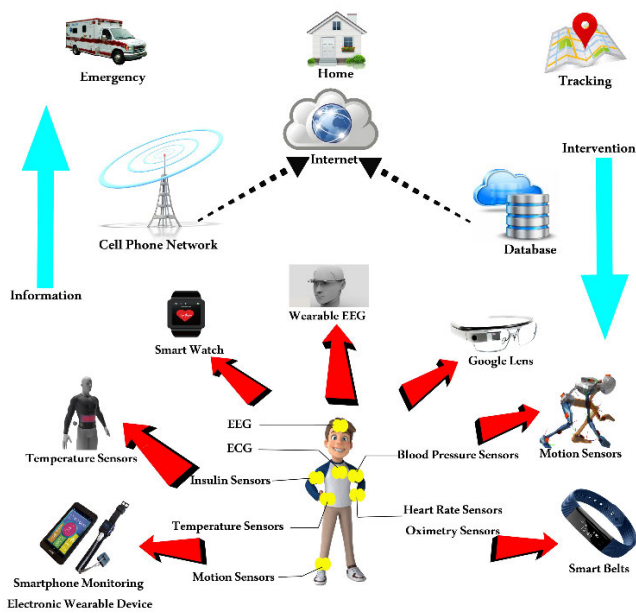 Emergency
Home
Tracking
Internet
Intervention
Cell Phone Network
Database
Information
Wearable EEG
Smart Watch
Google Lens
EEG
ECG
Blood Pressure Sensors
Temperature Sensors
Motion Sensors
Insulin Sensors
Temperature Sensors
Heart Rate Sensors
Oximetry Sensors
Motion Sensors
Smart Belts
Smartphone Monitoring
Electronic Wearable Device